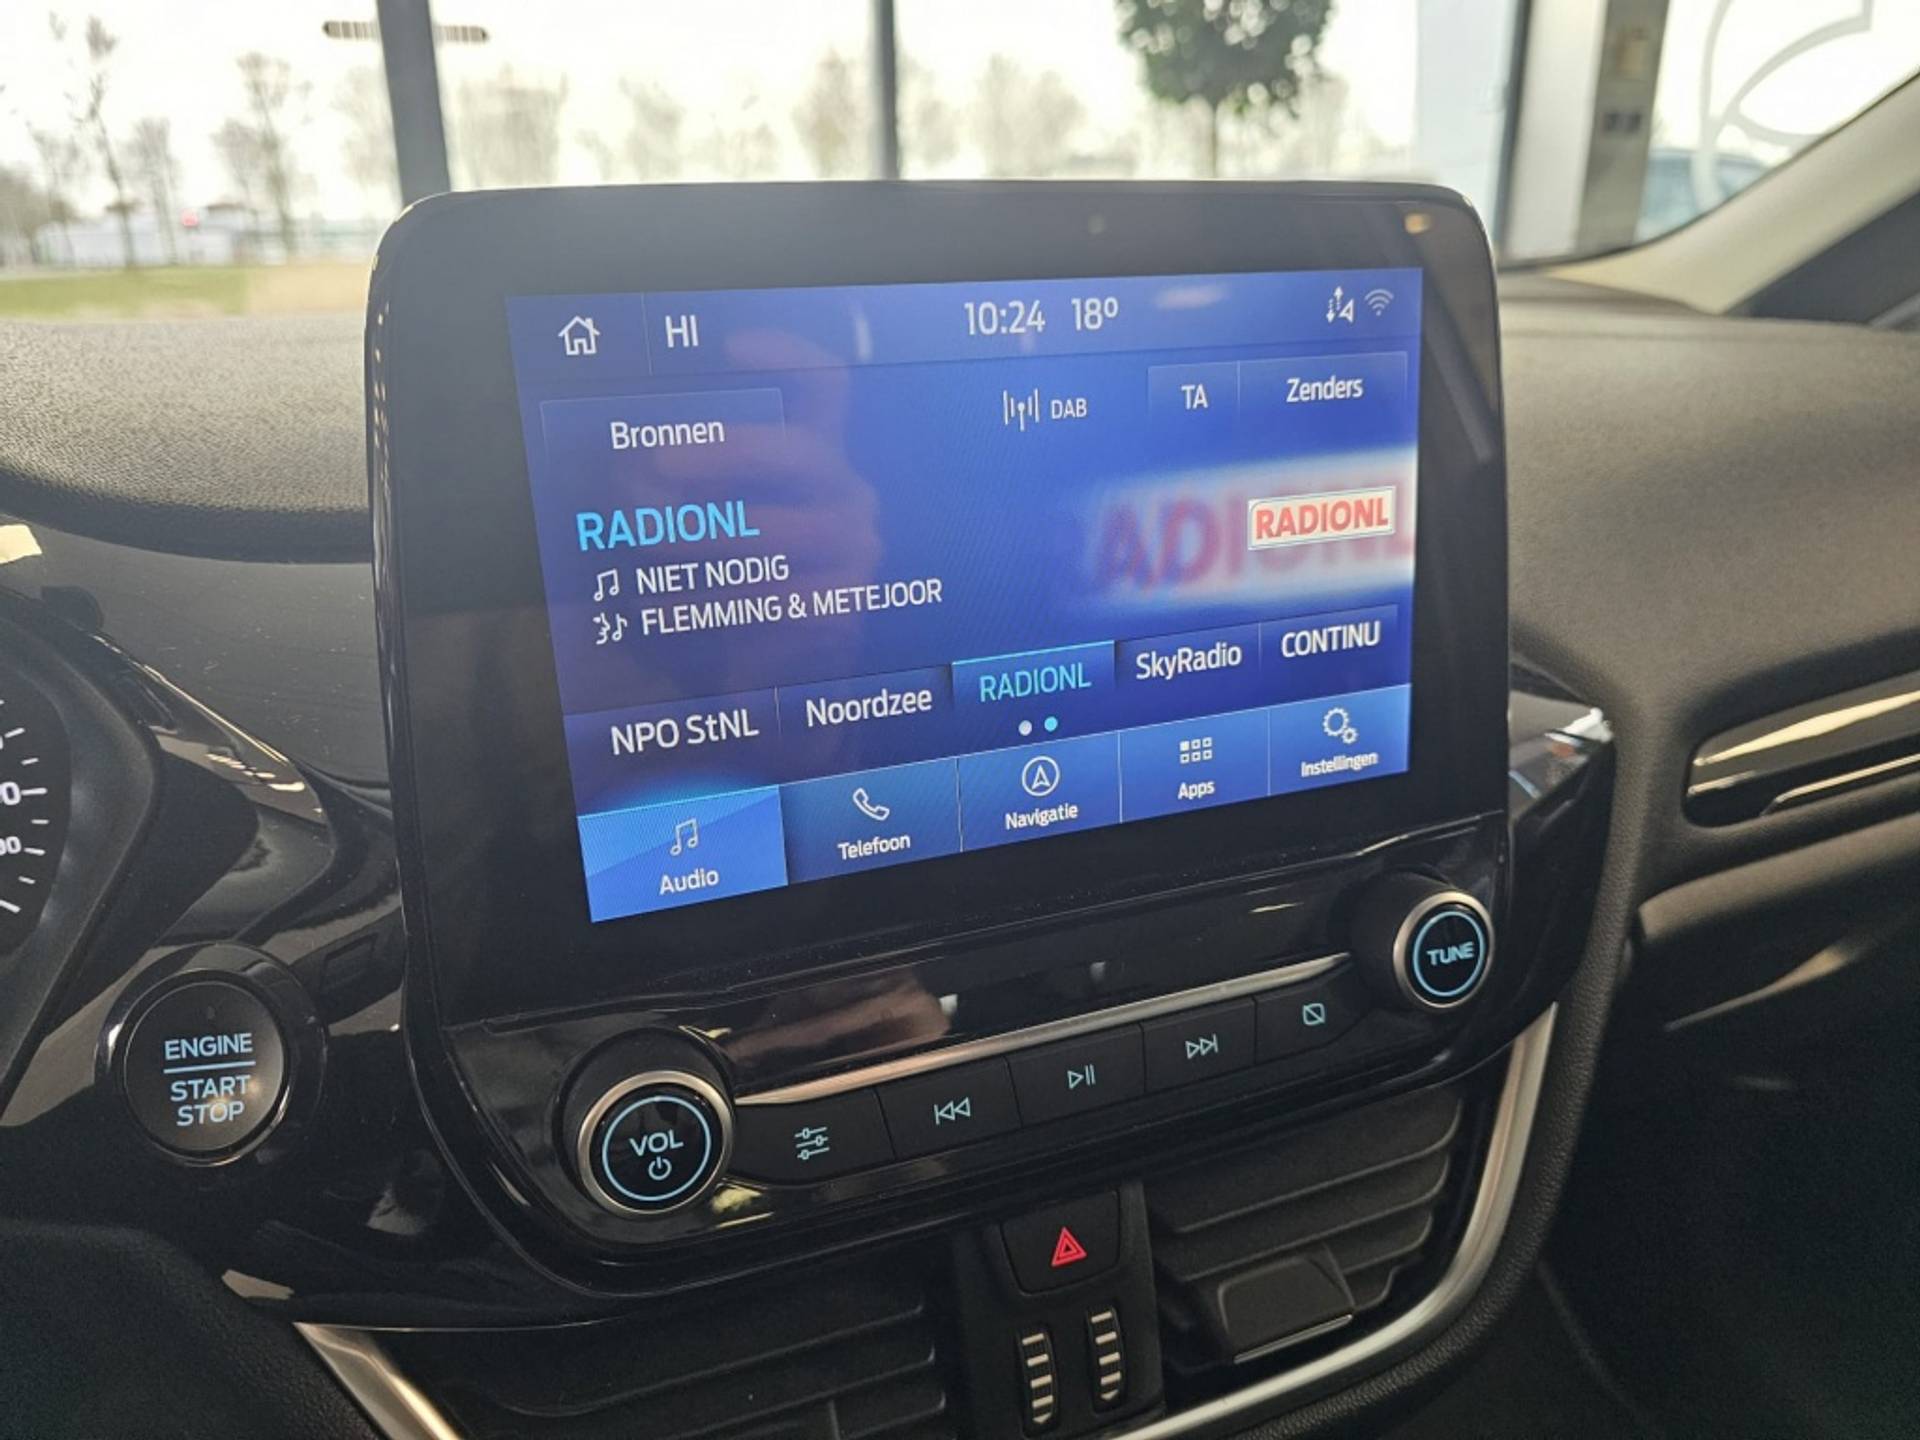 HI
10:24 18º
Bronnen
DAB
TA
Zenders
RADIONL
NIET NODIG
FLEMMING & METEJOOR
RADIONL
NPO StNL
Noordzee
RADIONL
SkyRadio
CONTINU
Audio
Telefoon
Navigatie
Apps
Instellingen
ENGINE
START
STOP
VOL
TUNE